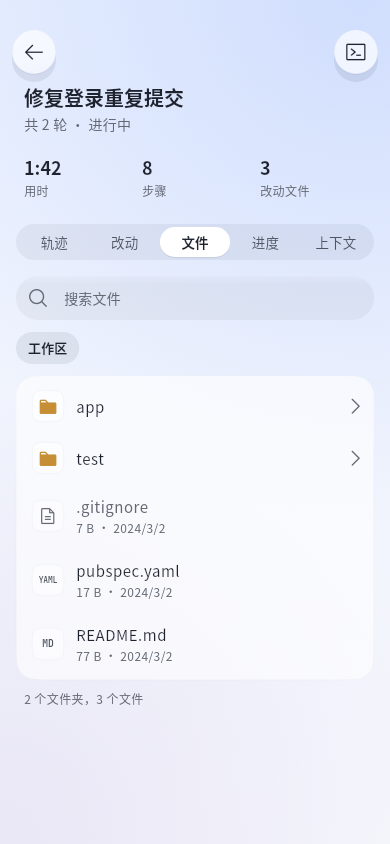 修复登录重复提交
共 2 轮 · 进行中
1:42
8
3
用时
步骤
改动文件
轨迹
改动
文件
进度
上下文
搜索文件
工作区
app
test
.gitignore
7 B · 2024/3/2
YAML
pubspec.yaml
17 B · 2024/3/2
MD
README.md
77 B · 2024/3/2
2 个文件夹，3 个文件